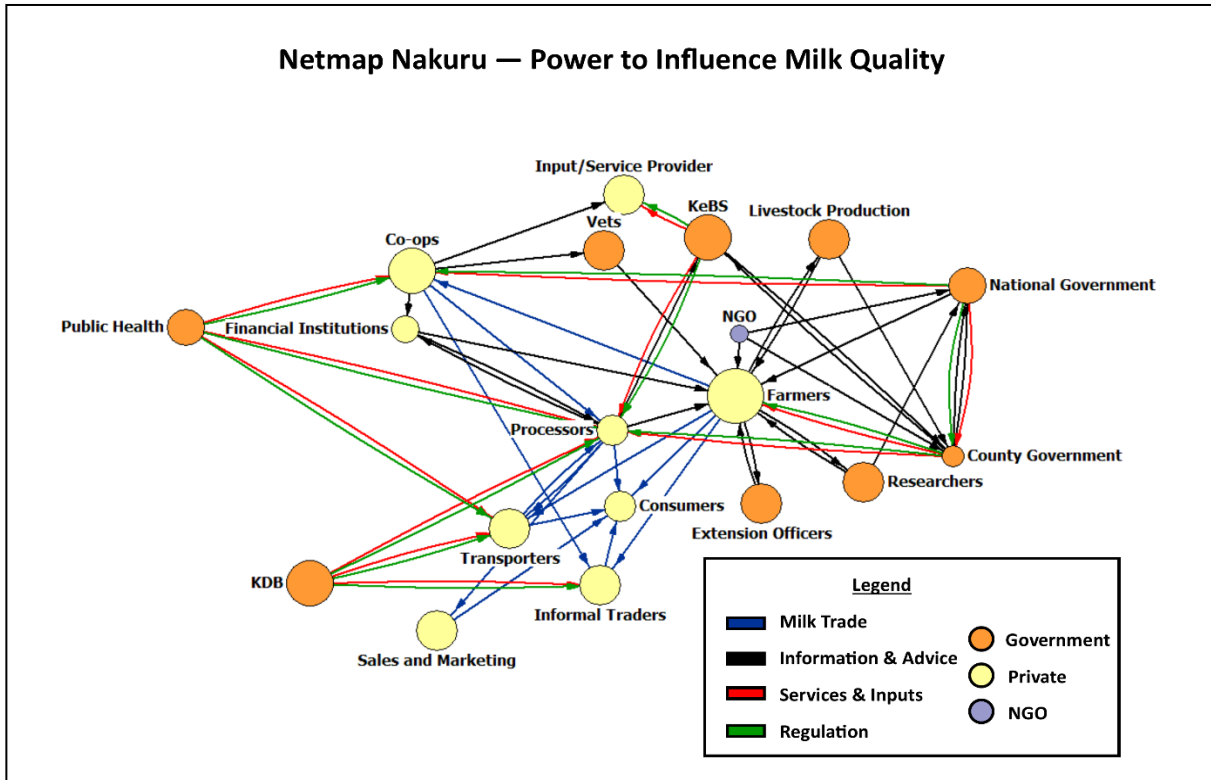 Netmap Nakuru — Power to Influence Milk Quality
Input/Service Provider
KeBS
Livestock Production
Vets
Co-ops
National Government
Public Health
Financial Institutions
NGO
Farmers
Processors
County Government
Researchers
Consumers
Extension Officers
Transporters
KDB
Informal Traders
Sales and Marketing
Legend
Milk Trade
Information & Advice
Services & Inputs
Regulation
Government
Private
NGO